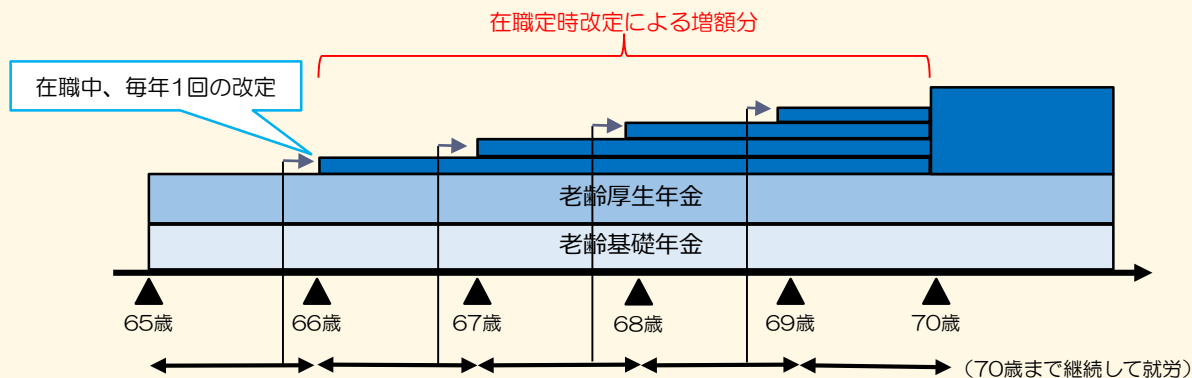 在職定時改定による増額分
在職中、毎年1回の改定
老齢厚生年金
老齢基礎年金
65歳
66歳
67歳
68歳
69歳
70歳
（70歳まで継続して就労）